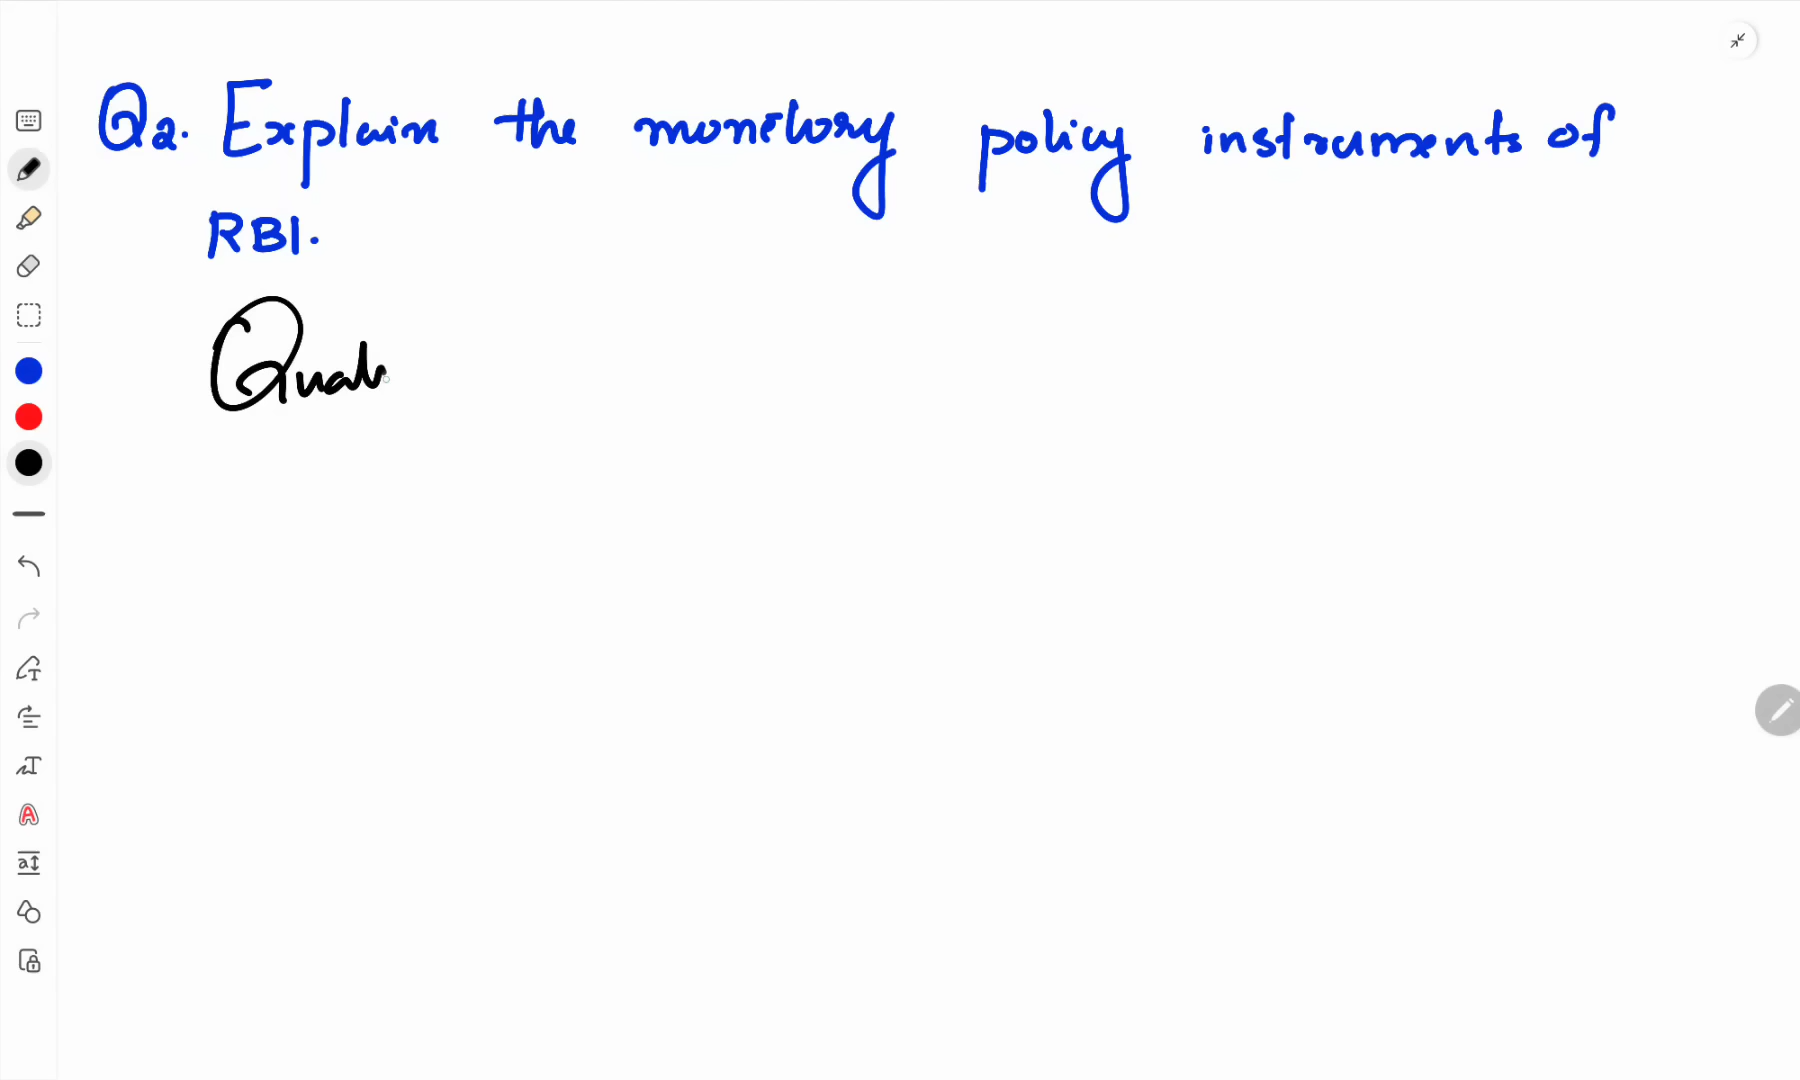 Q2. Explain the monetary policy instruments of
RBI.
Qual